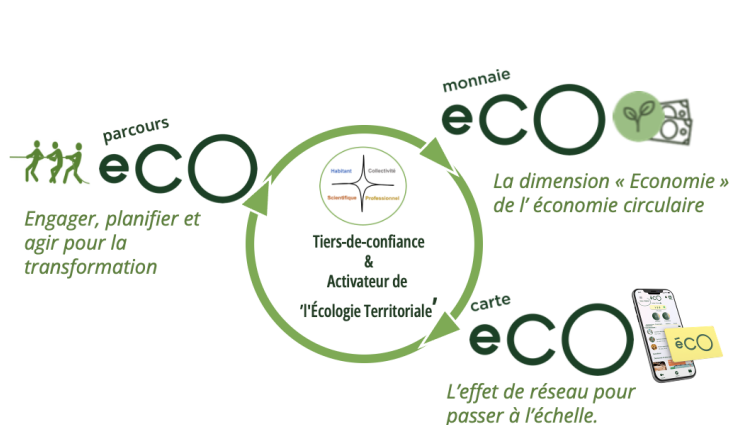 parcours
eCO
Engager, planifier et
agir pour la
transformation
monnaie
eCO
La dimension « Economie »
de l’ économie circulaire
Habitant
Collectivité
Scientifique
Professionnel
Tiers-de-confiance
&
Activateur de
’l'Écologie Territoriale’
carte
eCO
L’effet de réseau pour
passer à l’échelle.
eCO